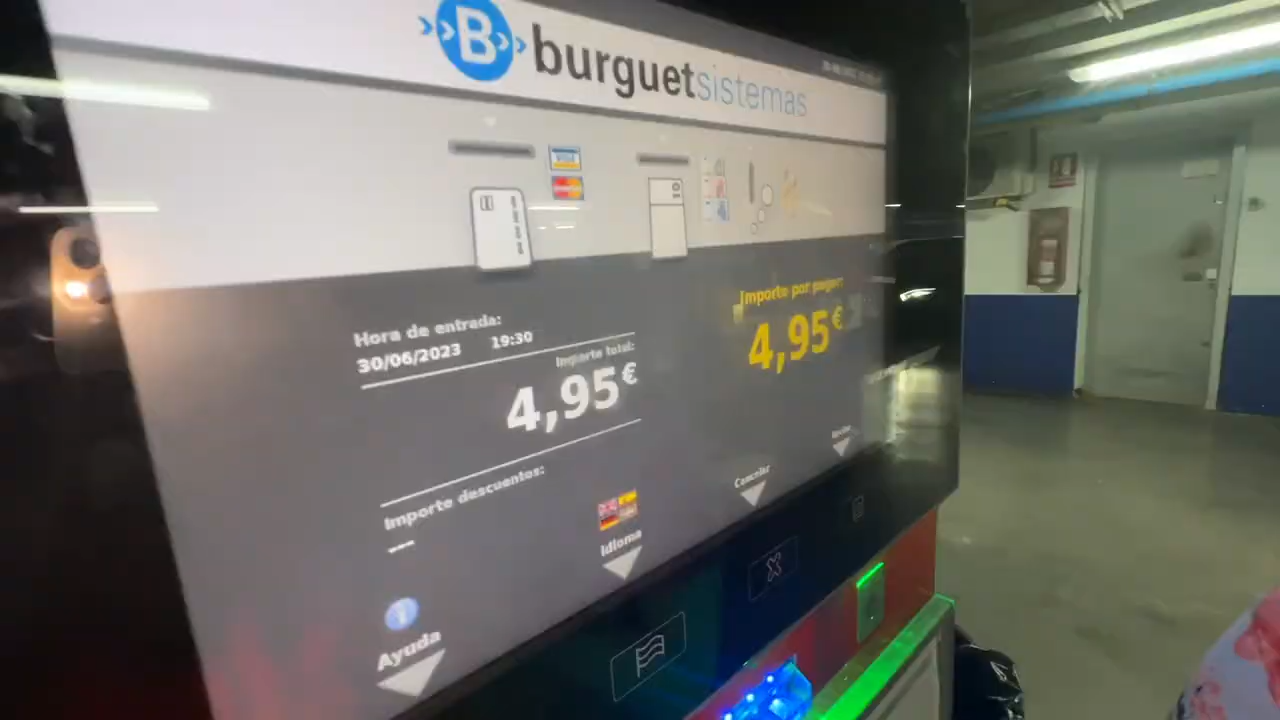 burguetsistemas
VISA
Hora de entrada:
30/06/2023 19:30
Importe total:
4,95€
Importe por pagar:
4,95€
Importe descuentos:
---
Idioma
Cancelar
Ayuda